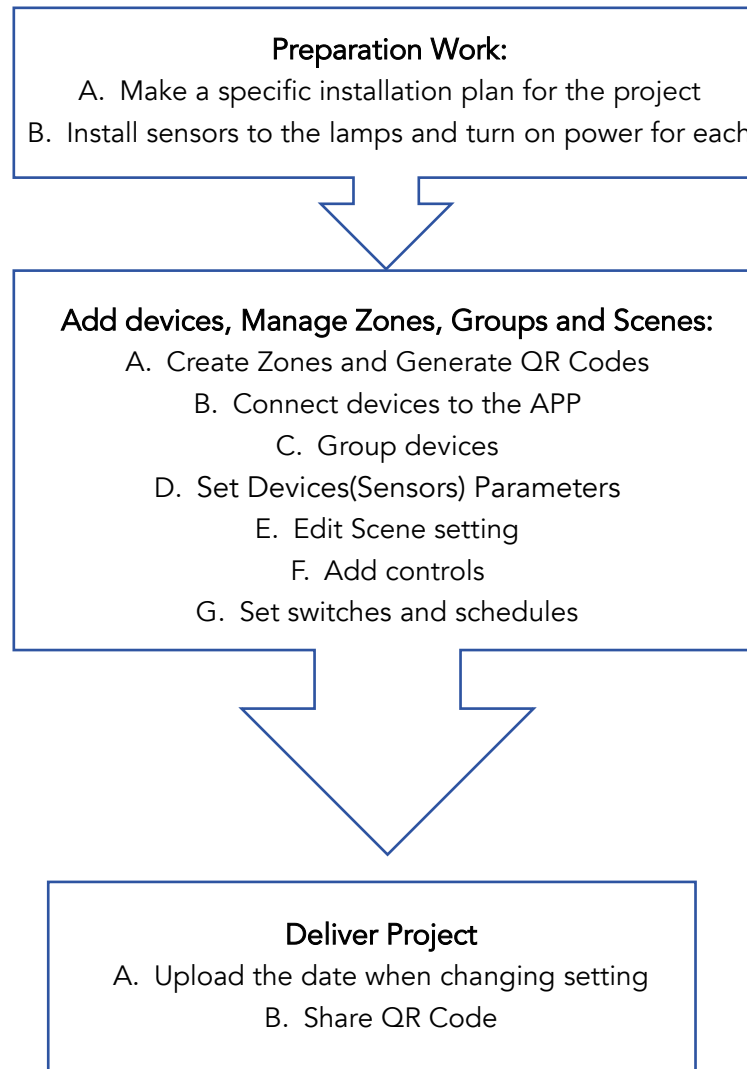 Preparation Work:
A. Make a specific installation plan for the project
B. Install sensors to the lamps and turn on power for each
Add devices, Manage Zones, Groups and Scenes:
A. Create Zones and Generate QR Codes
B. Connect devices to the APP
C. Group devices
D. Set Devices(Sensors) Parameters
E. Edit Scene setting
F. Add controls
G. Set switches and schedules
Deliver Project
A. Upload the date when changing setting
B. Share QR Code